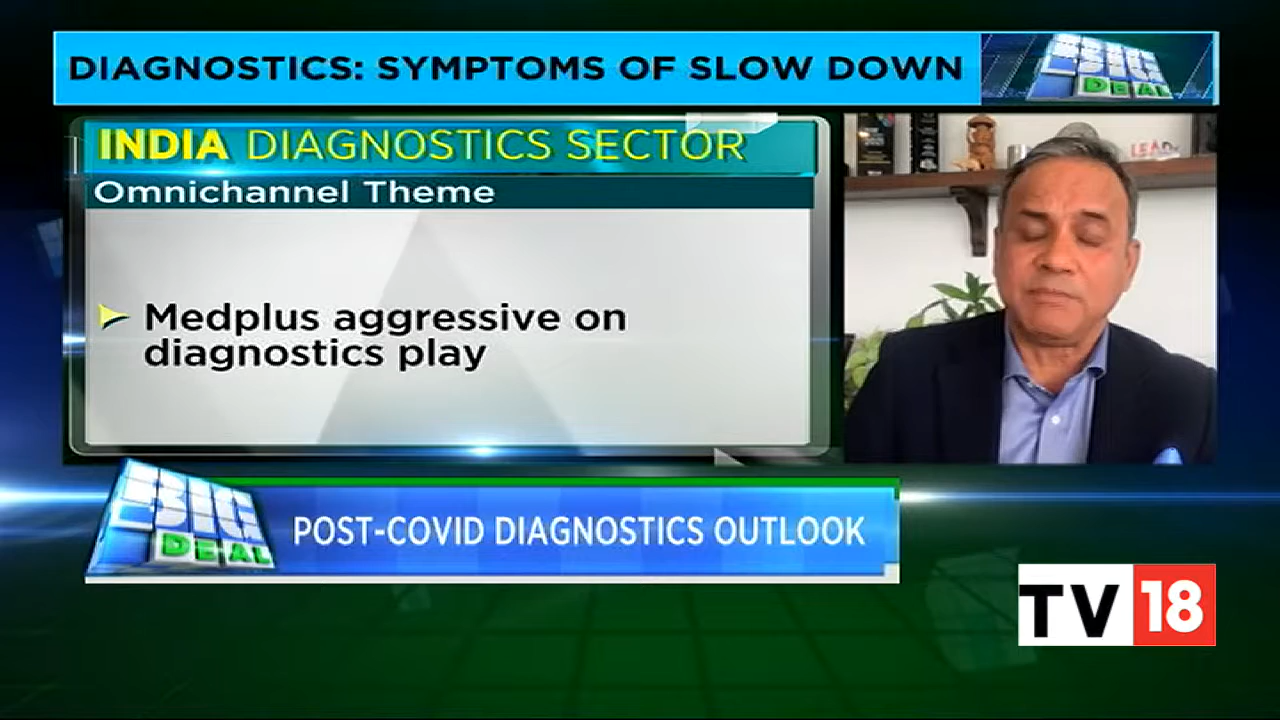 DIAGNOSTICS: SYMPTOMS OF SLOW DOWN
BIG
DEAL
INDIA DIAGNOSTICS SECTOR
Omnichannel Theme
Medplus aggressive on
diagnostics play
LEAD
BIG
DEAL
POST-COVID DIAGNOSTICS OUTLOOK
TV18